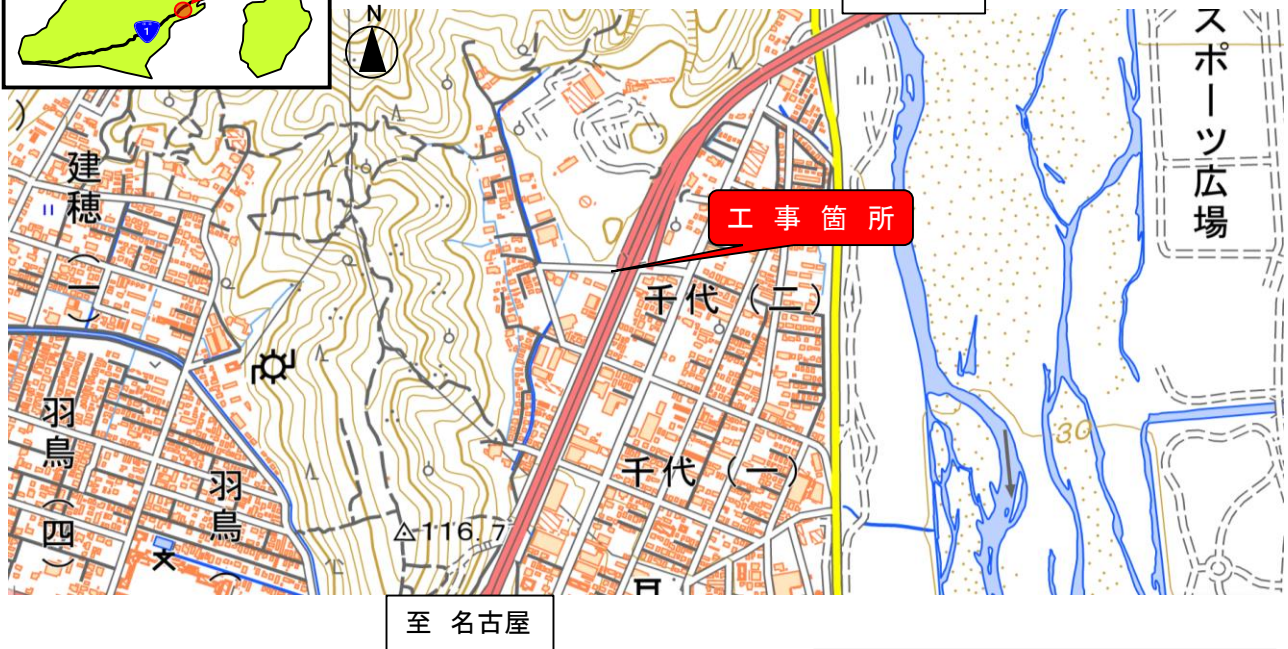 1
N
スポーツ広場
建穂(一)
工事箇所
千代(二)
30
羽鳥(四)
羽鳥(
千代(一)
116.7
至 名古屋